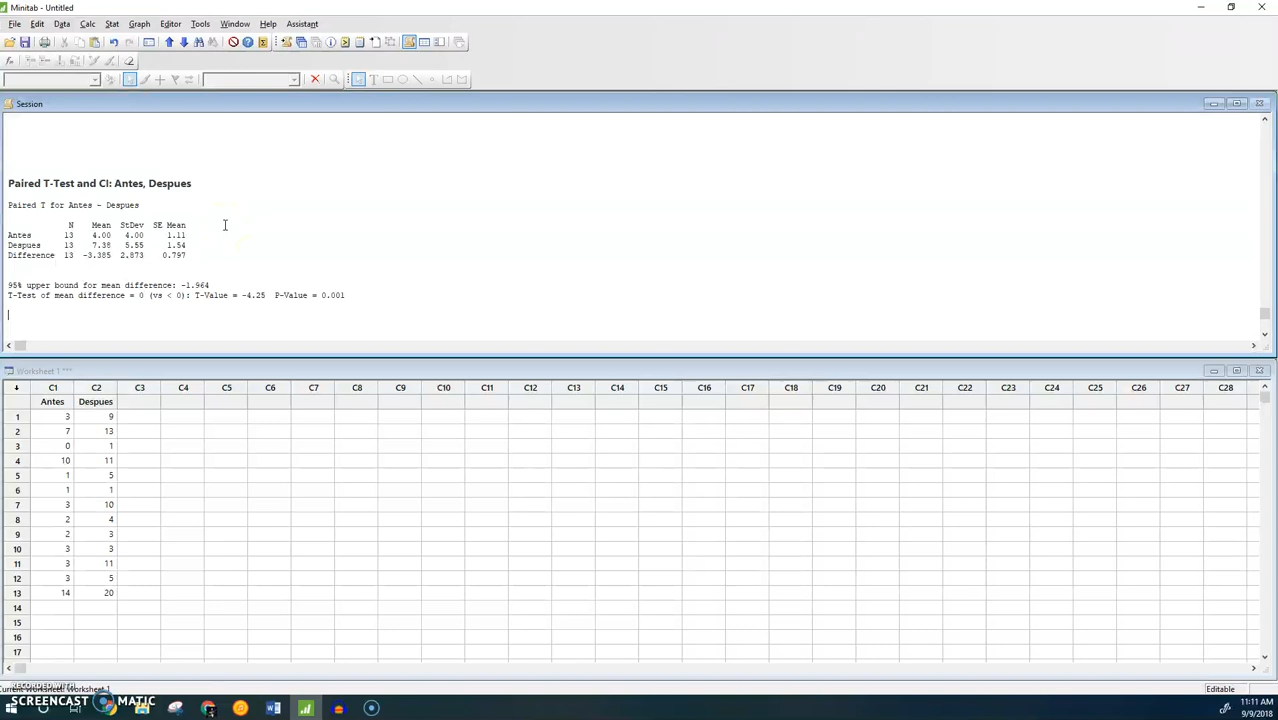 Minitab - Untitled
File Edit Data Calc Stat Graph Editor Tools Window Help Assistant
Session
Paired T-Test and CI: Antes, Despues
Paired T for Antes - Despues
N Mean StDev SE Mean
Antes 13 4.00 4.00 1.11
Despues 13 7.38 5.55 1.54
Difference 13 -3.385 2.873 0.797
95% upper bound for mean difference: -1.964
T-Test of mean difference = 0 (vs < 0): T-Value = -4.25 P-Value = 0.001
Worksheet 1 ***
C1 C2 C3 C4 C5 C6 C7 C8 C9 C10 C11 C12 C13 C14 C15 C16 C17 C18 C19 C20 C21 C22 C23 C24 C25 C26 C27 C28
Antes Despues
1 3 9
2 7 13
3 0 1
4 10 11
5 1 5
6 1 1
7 3 10
8 2 4
9 2 3
10 3 3
11 3 11
12 3 5
13 14 20
14
15
16
17
RECORDED WITH
Current Worksheet: Worksheet 1
Editable
SCREENCAST MATIC
11:11 AM
9/9/2018